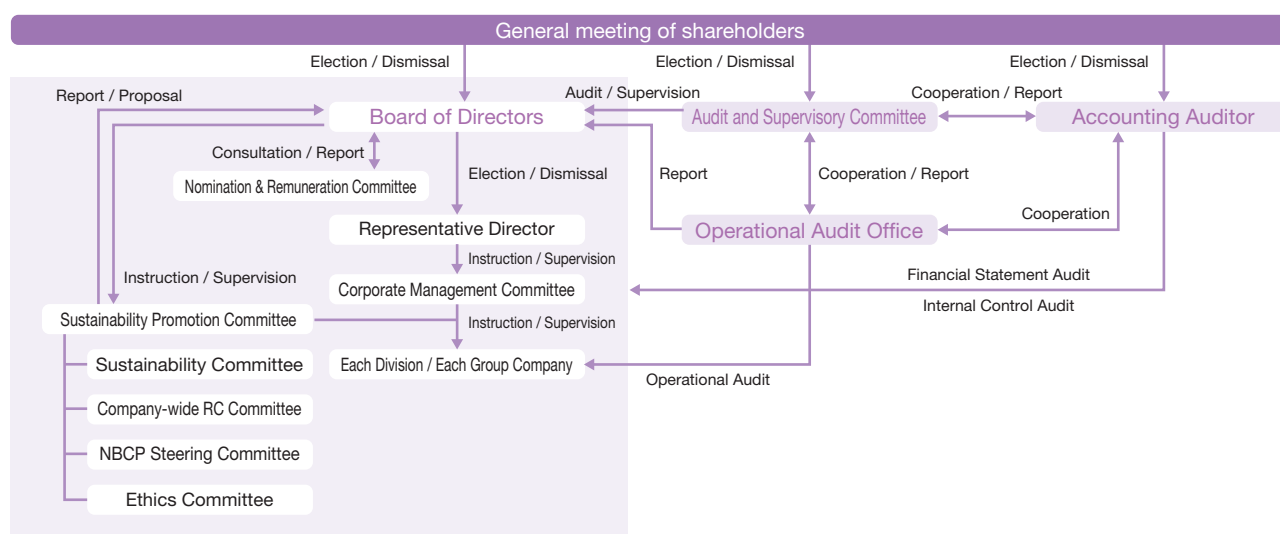 General meeting of shareholders
Election / Dismissal
Election / Dismissal
Election / Dismissal
Report / Proposal
Audit / Supervision
Cooperation / Report
Board of Directors
Audit and Supervisory Committee
Accounting Auditor
Consultation / Report
Election / Dismissal
Report
Cooperation / Report
Nomination & Remuneration Committee
Cooperation
Representative Director
Operational Audit Office
Instruction / Supervision
Instruction / Supervision
Financial Statement Audit
Corporate Management Committee
Internal Control Audit
Sustainability Promotion Committee
Instruction / Supervision
Sustainability Committee
Each Division / Each Group Company
Operational Audit
Company-wide RC Committee
NBCP Steering Committee
Ethics Committee